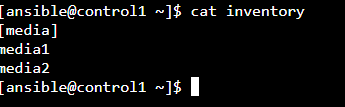 [ansible@control1 ~]$ cat inventory
[media]
media1
media2
[ansible@control1 ~]$